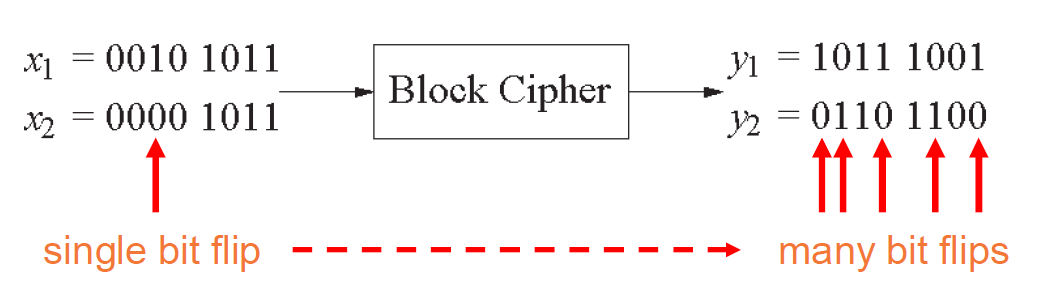 x1 = 0010 1011
x2 = 0000 1011
Block Cipher
y1 = 1011 1001
y2 = 0110 1100
single bit flip
many bit flips